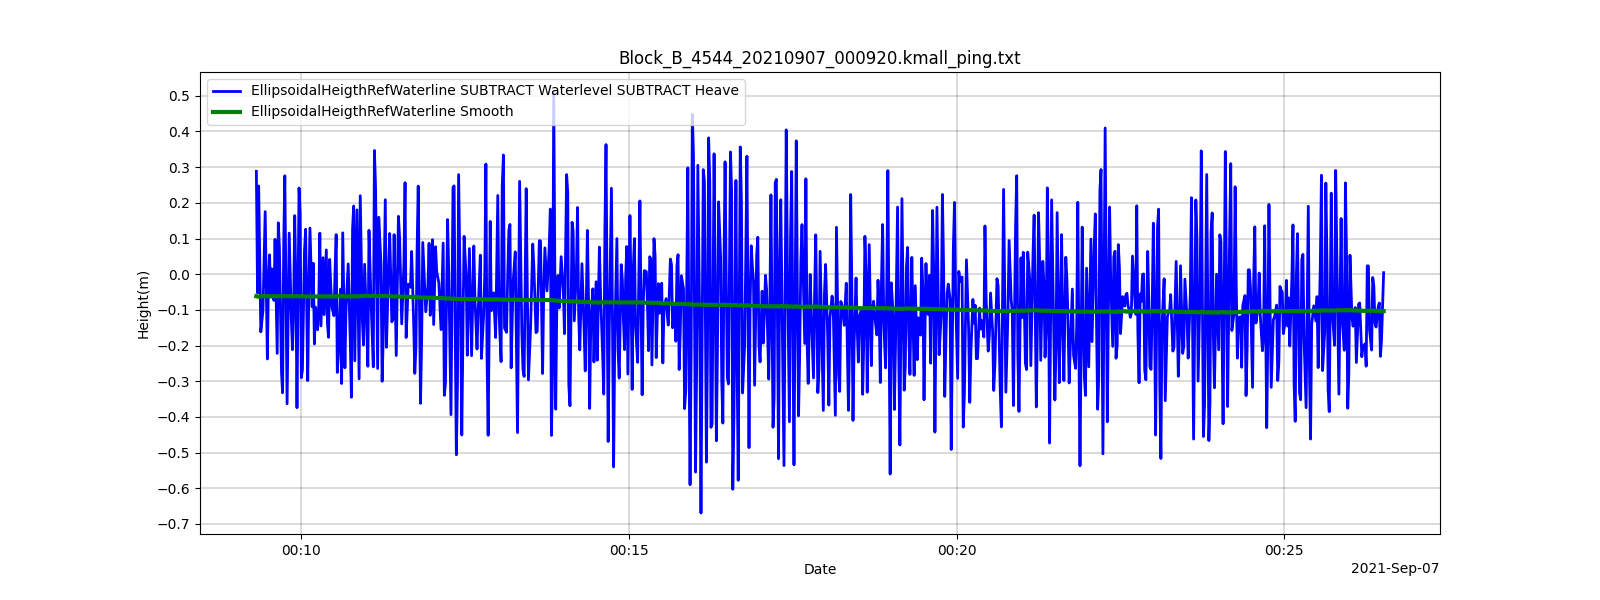 Block_B_4544_20210907_000920.kmall_ping.txt
EllipsoidalHeigthRefWaterline SUBTRACT Waterlevel SUBTRACT Heave
EllipsoidalHeigthRefWaterline Smooth
0.5
0.4
0.3
0.2
0.1
0.0
−0.1
−0.2
−0.3
−0.4
−0.5
−0.6
−0.7
Height(m)
00:10 00:15 00:20 00:25
Date
2021-Sep-07